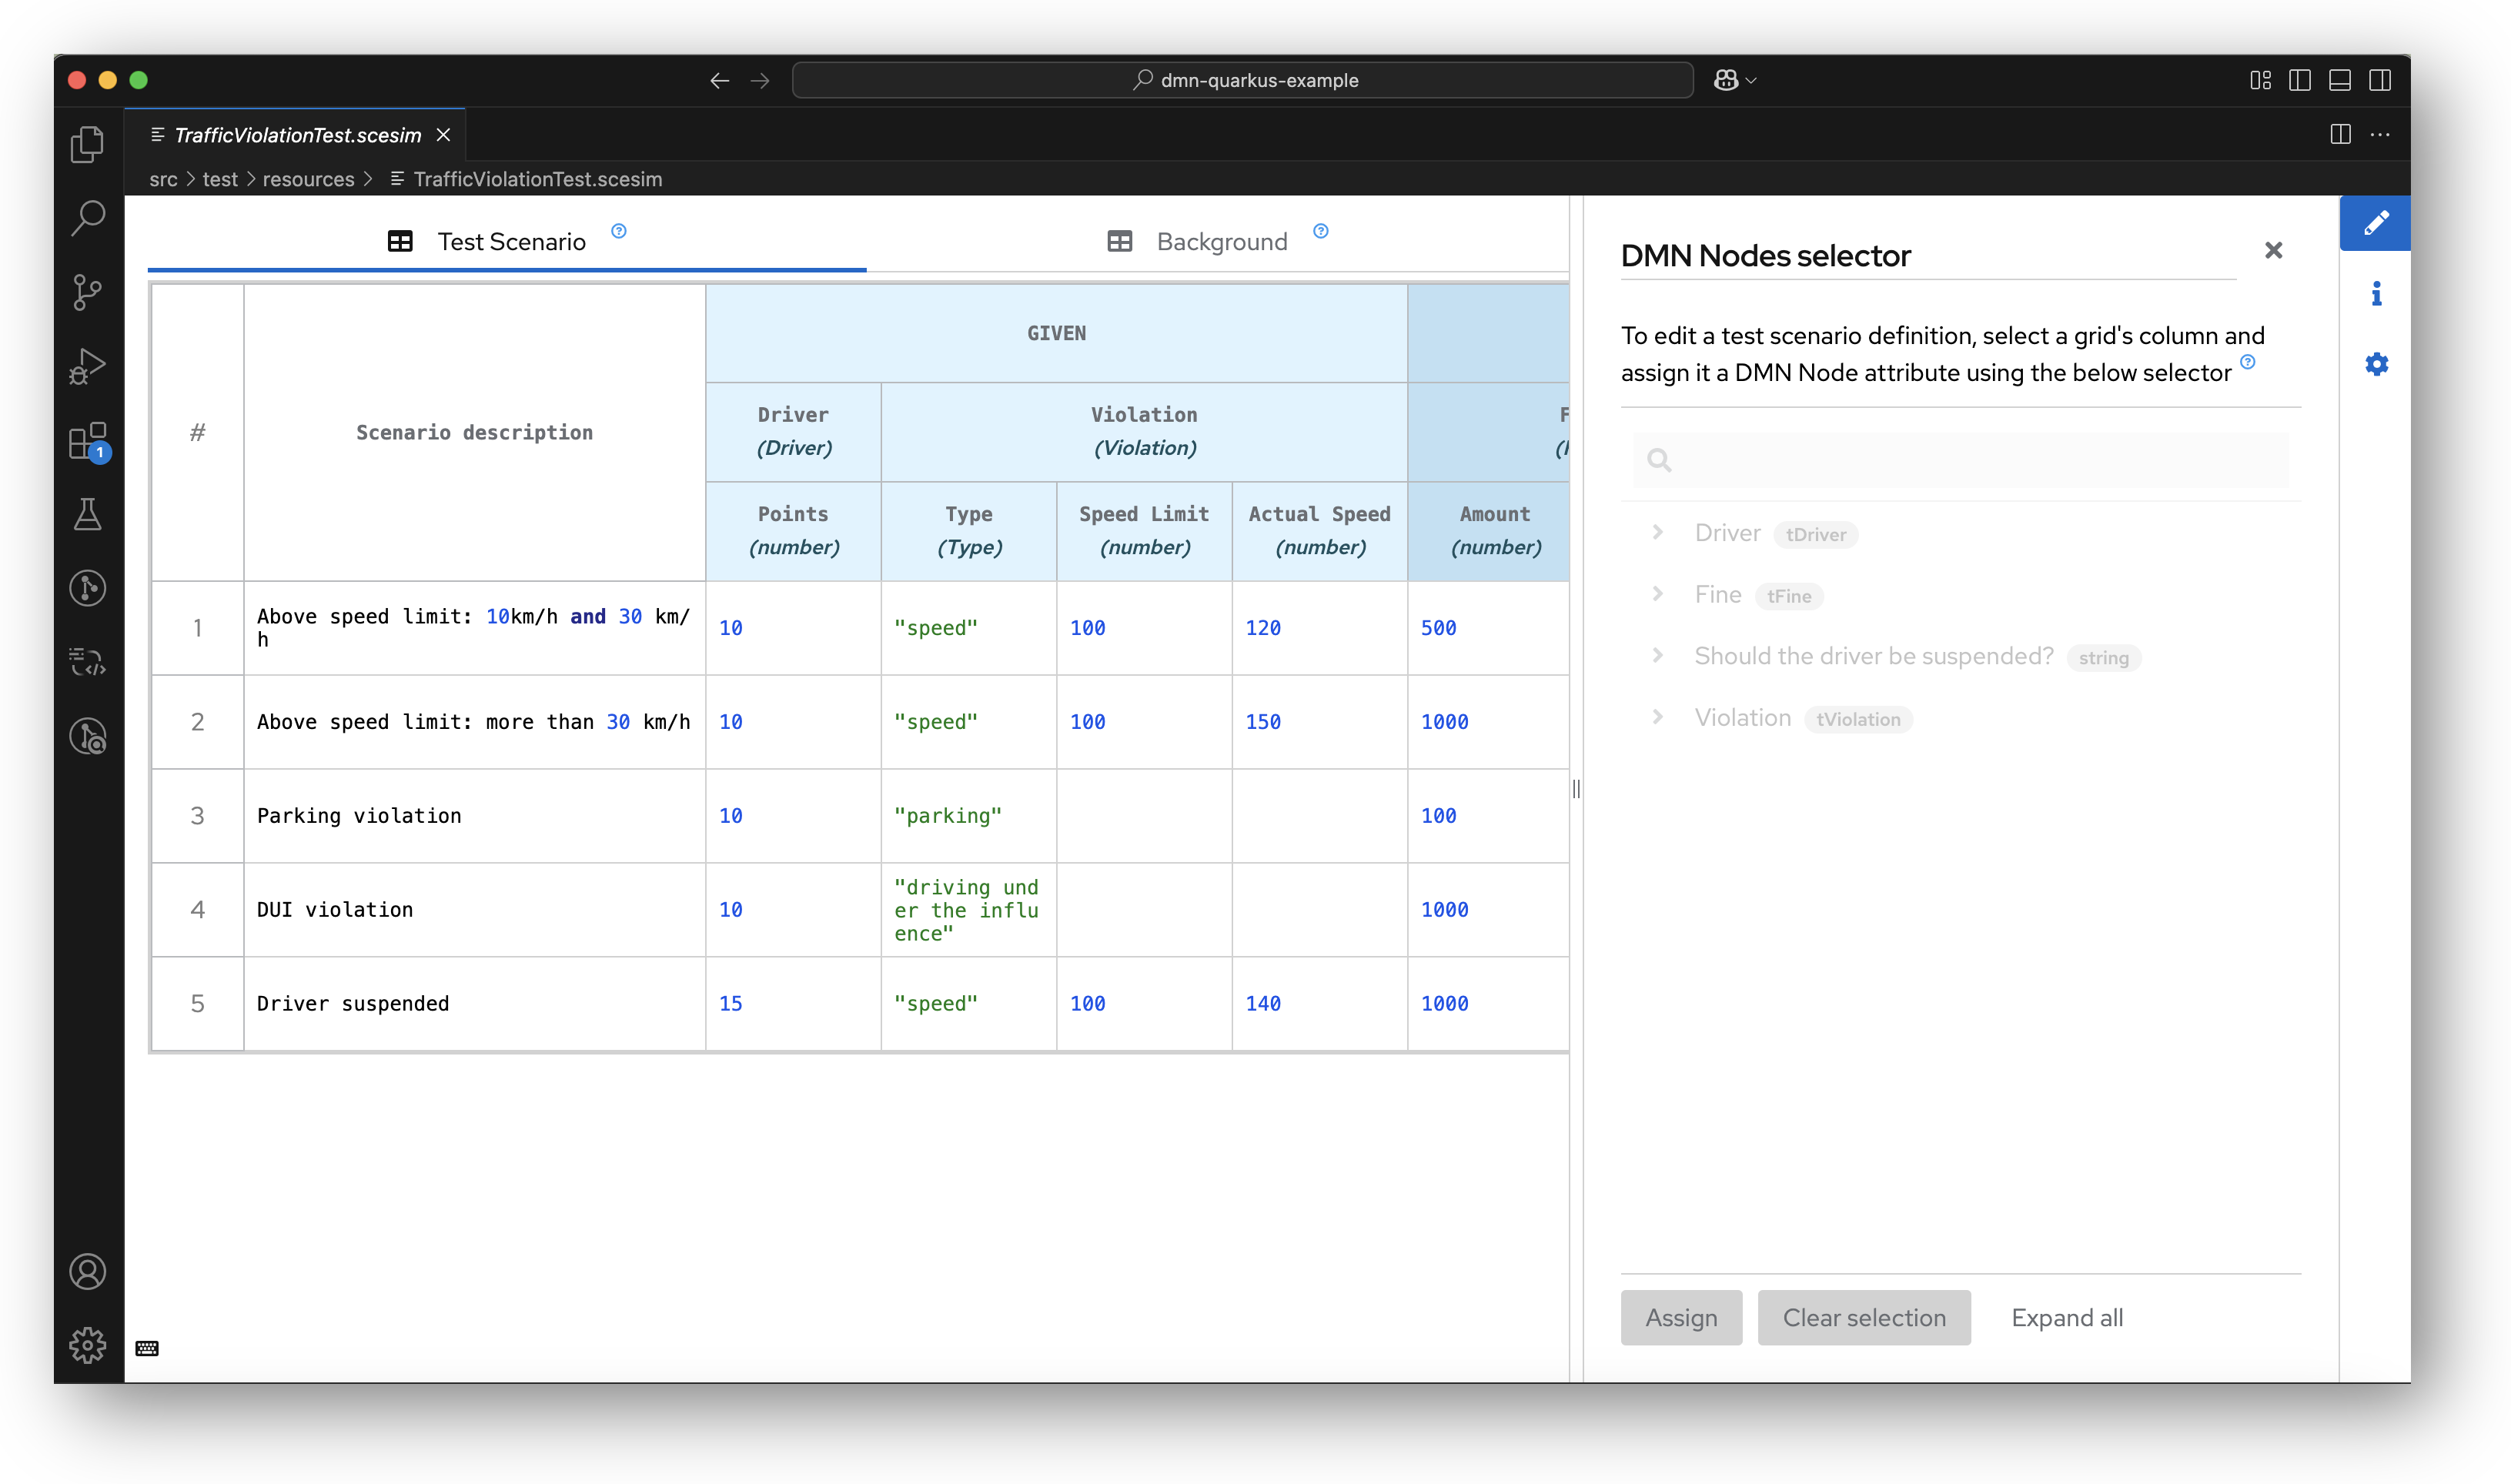 dmn-quarkus-example
TrafficViolationTest.scesim
src > test > resources > TrafficViolationTest.scesim
Test Scenario
Background
# Scenario description
GIVEN
Driver
(Driver)
Violation
(Violation)
Points
(number)
Type
(Type)
Speed Limit
(number)
Actual Speed
(number)
Amount
(number)
1 Above speed limit: 10km/h and 30 km/
h
10 "speed" 100 120 500
2 Above speed limit: more than 30 km/h 10 "speed" 100 150 1000
3 Parking violation 10 "parking" 100
4 DUI violation 10 "driving und
er the influ
ence" 1000
5 Driver suspended 15 "speed" 100 140 1000
DMN Nodes selector
To edit a test scenario definition, select a grid's column and
assign it a DMN Node attribute using the below selector
Driver tDriver
Fine tFine
Should the driver be suspended? string
Violation tViolation
Assign Clear selection Expand all
1